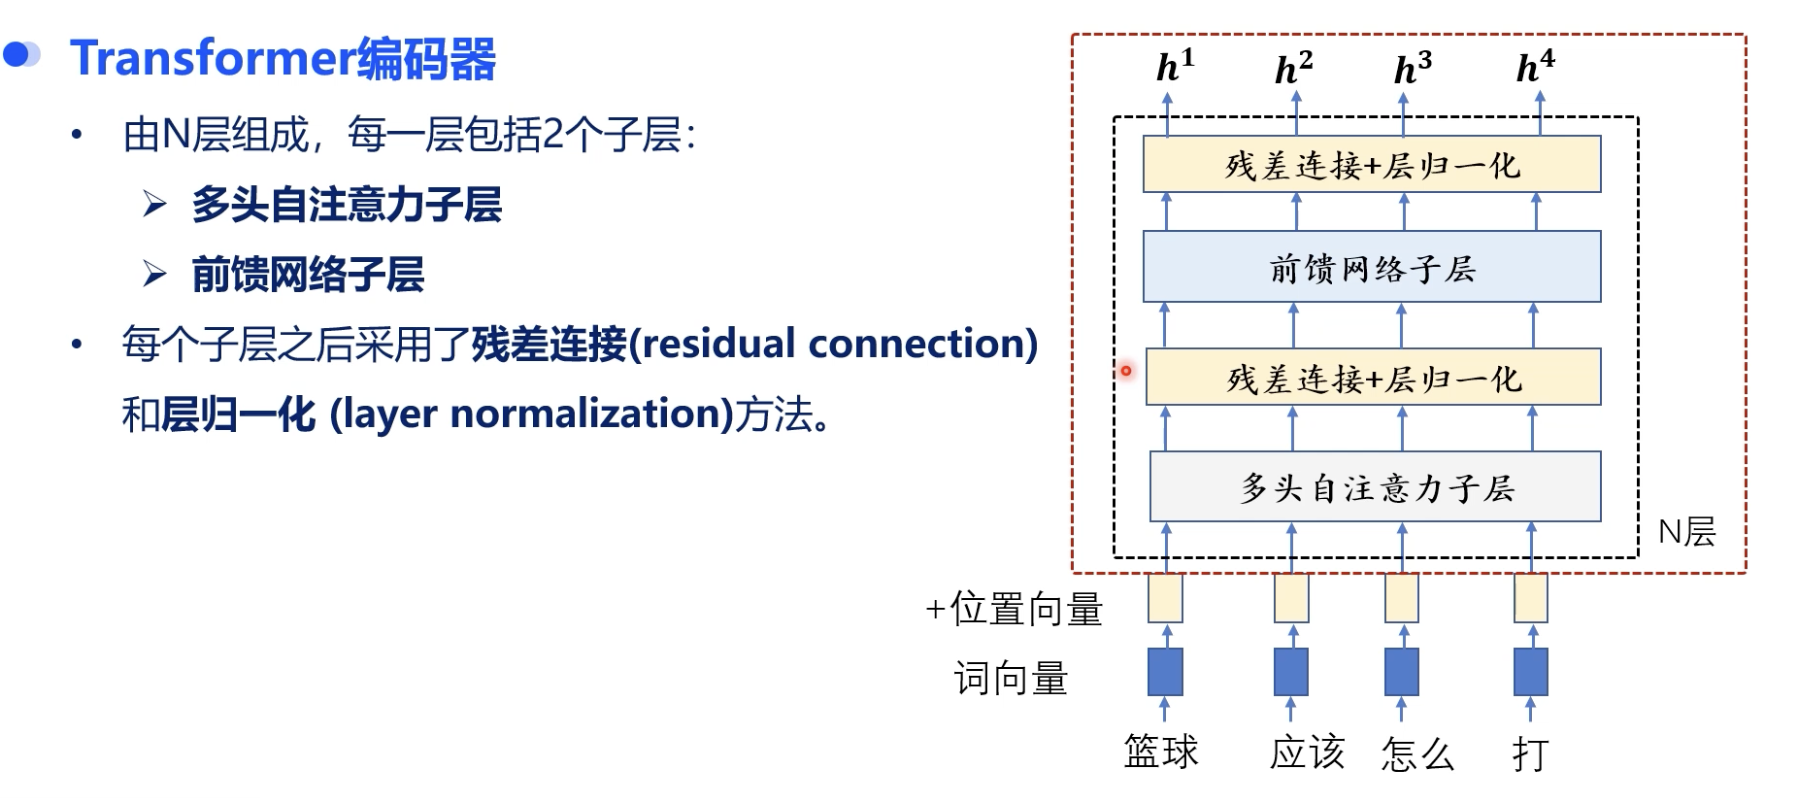 Transformer编码器
• 由N层组成，每一层包括2个子层：
➢ 多头自注意力子层
➢ 前馈网络子层
• 每个子层之后采用了残差连接(residual connection)
和层归一化 (layer normalization)方法。
h¹ h² h³ h⁴
残差连接+层归一化
前馈网络子层
残差连接+层归一化
多头自注意力子层
N层
+位置向量
词向量
篮球 应该 怎么 打